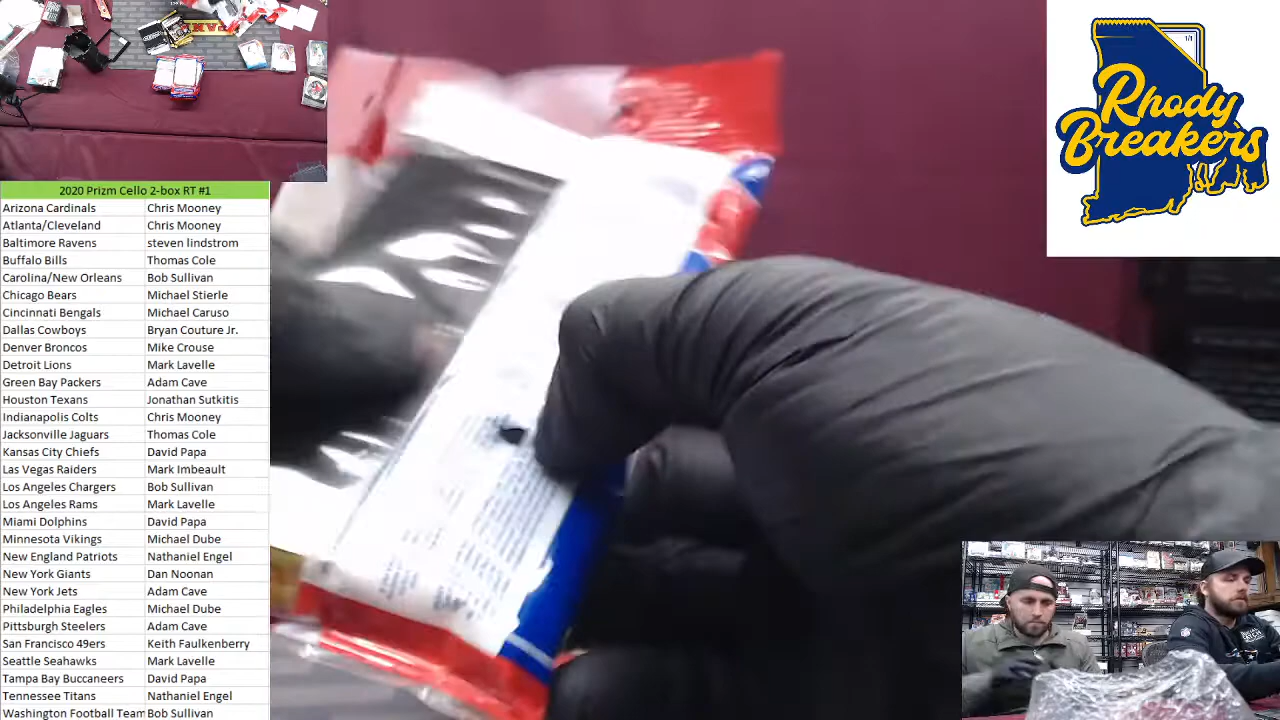 2020 Prizm Cello 2-box RT #1
Arizona Cardinals Chris Mooney
Atlanta/Cleveland Chris Mooney
Baltimore Ravens steven lindstrom
Buffalo Bills Thomas Cole
Carolina/New Orleans Bob Sullivan
Chicago Bears Michael Stierle
Cincinnati Bengals Michael Caruso
Dallas Cowboys Bryan Couture Jr.
Denver Broncos Mike Crouse
Detroit Lions Mark Lavelle
Green Bay Packers Adam Cave
Houston Texans Jonathan Sutkitis
Indianapolis Colts Chris Mooney
Jacksonville Jaguars Thomas Cole
Kansas City Chiefs David Papa
Las Vegas Raiders Mark Imbeault
Los Angeles Chargers Bob Sullivan
Los Angeles Rams Mark Lavelle
Miami Dolphins David Papa
Minnesota Vikings Michael Dube
New England Patriots Nathaniel Engel
New York Giants Dan Noonan
New York Jets Adam Cave
Philadelphia Eagles Michael Dube
Pittsburgh Steelers Adam Cave
San Francisco 49ers Keith Faulkenberry
Seattle Seahawks Mark Lavelle
Tampa Bay Buccaneers David Papa
Tennessee Titans Nathaniel Engel
Washington Football Team Bob Sullivan
1/1
Rhody
Breakers